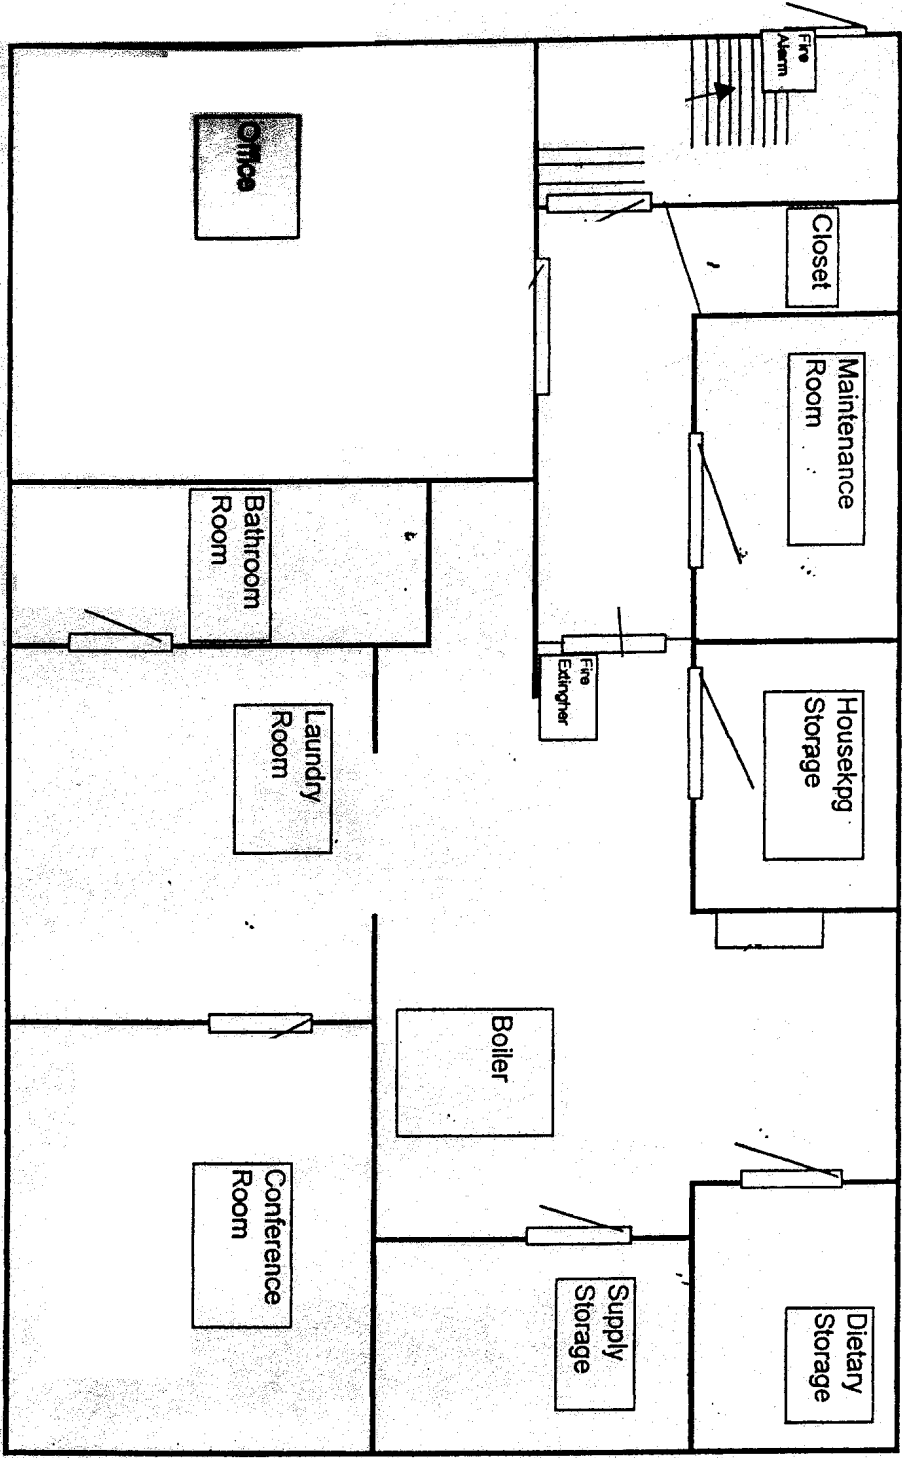 Fire
Alarm
Office
Closet
Maintenance
Room
Bathroom
Room
Fire
Extingher
Laundry
Room
Housekpg
Storage
Boiler
Conference
Room
Supply
Storage
Dietary
Storage